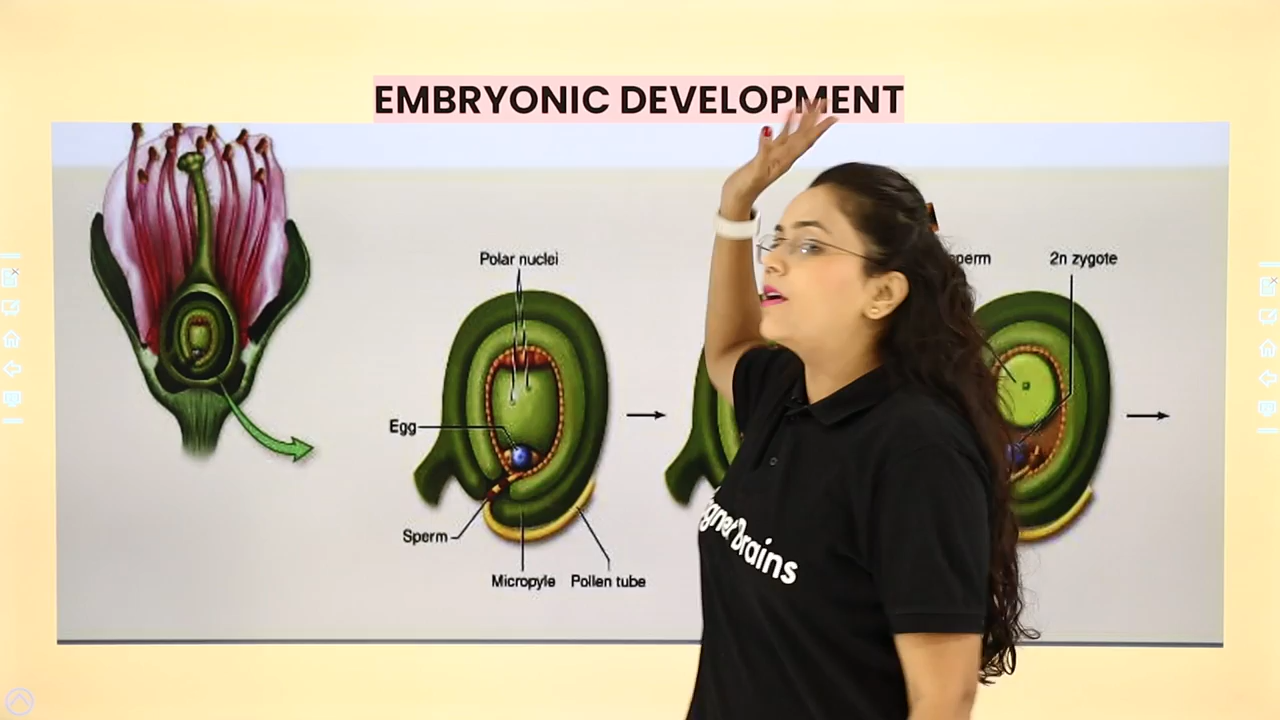 EMBRYONIC DEVELOPMENT
Polar nuclei
2n zygote
Egg
Sperm
Micropyle
Pollen tube
Brains